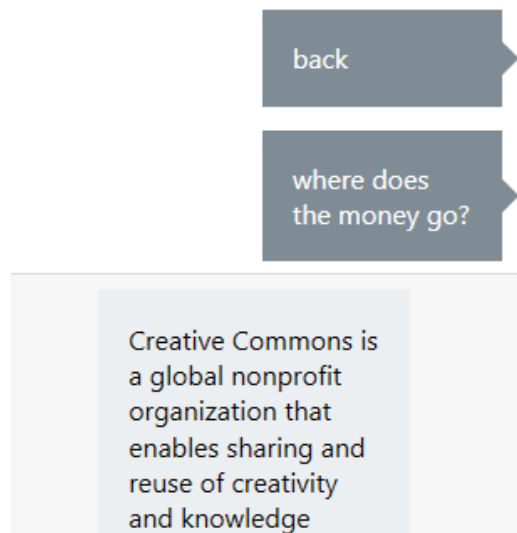 back
where does
the money go?
Creative Commons is
a global nonprofit
organization that
enables sharing and
reuse of creativity
and knowledge